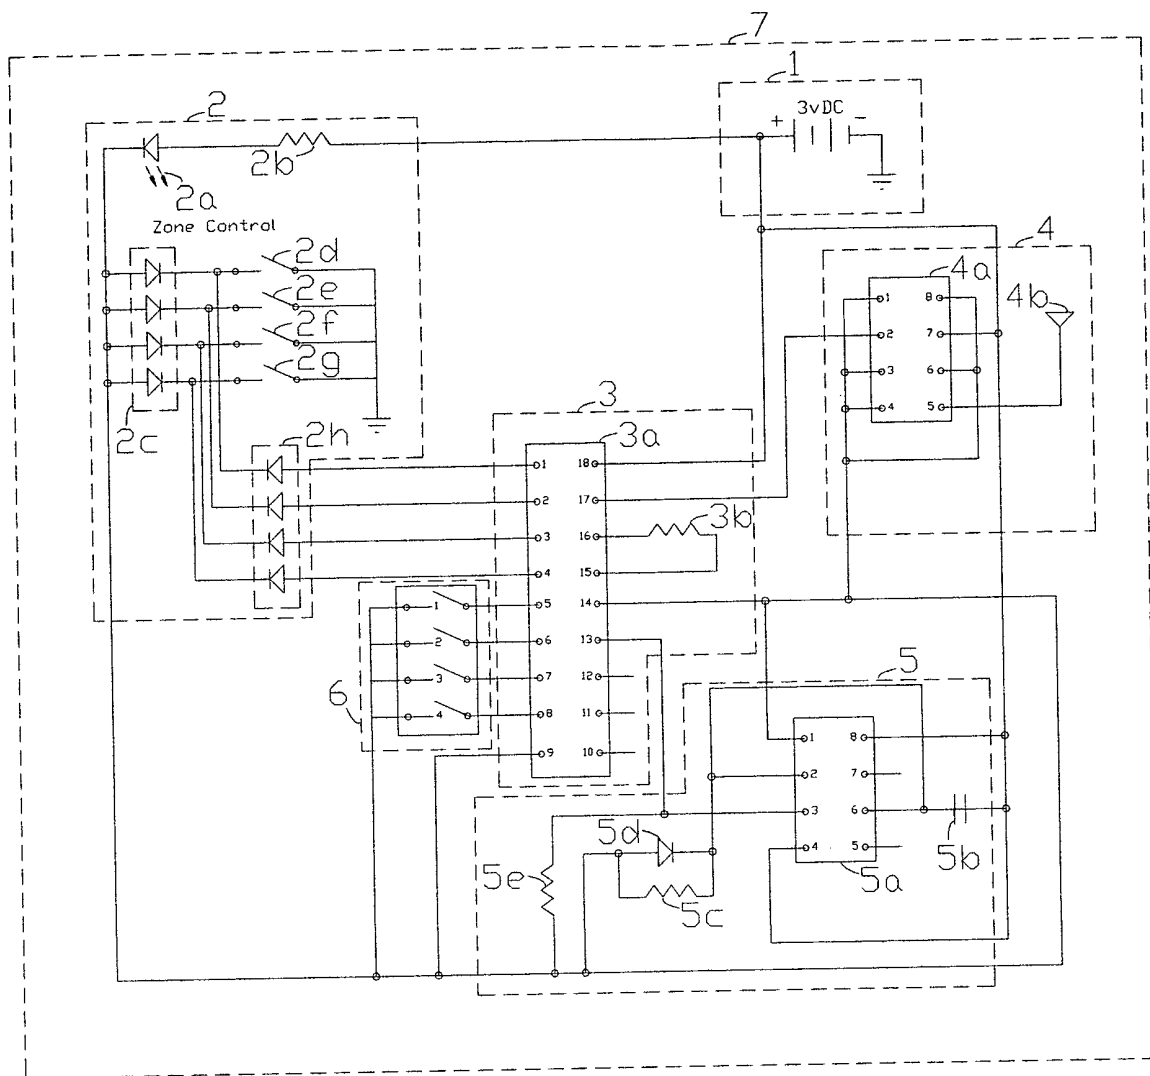 7
1
+ 3vDC -
2
2b
2a
Zone Control
2d
2e
2f
2g
2c
2h
4
4a
4b
1 8
2 7
3 6
4 5
3
3a
1 18
2 17
3 16
4 15
5 14
6 13
7 12
8 11
9 10
3b
1
2
3
4
6
5
1 8
2 7
3 6
4 5
5a
5b
5d
5e
5c